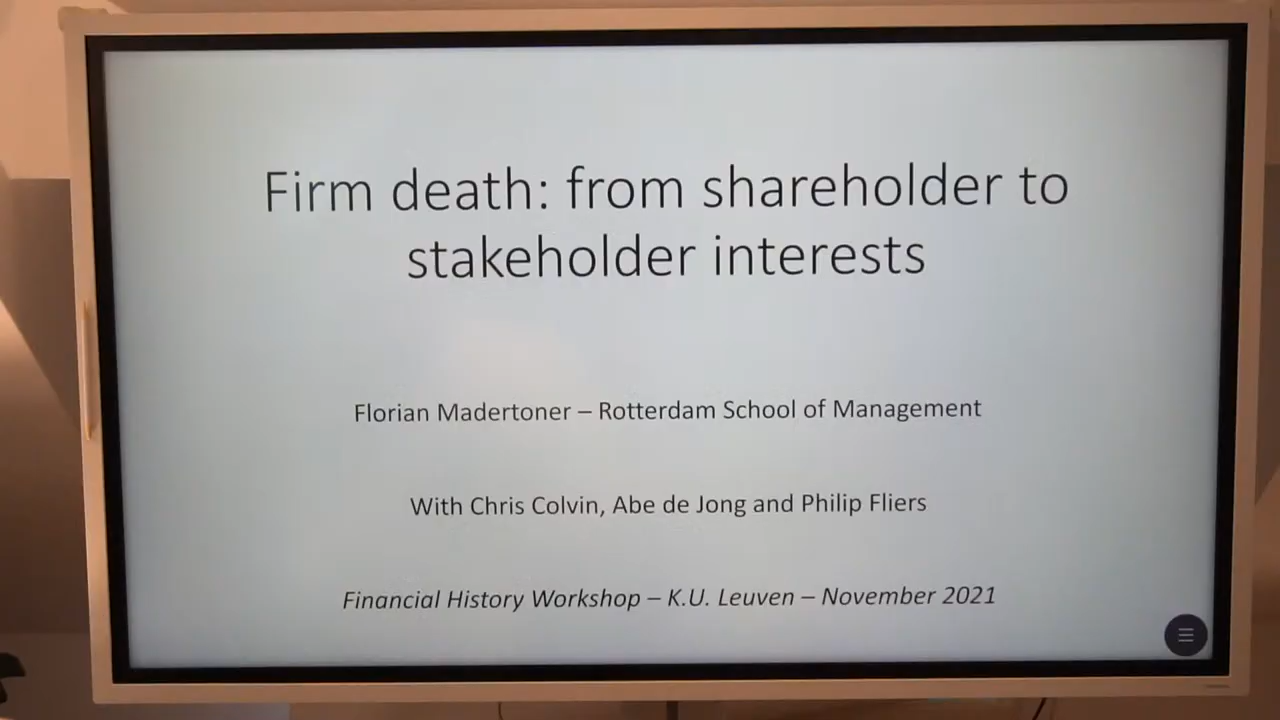 Firm death: from shareholder to
stakeholder interests
Florian Madertoner – Rotterdam School of Management
With Chris Colvin, Abe de Jong and Philip Fliers
Financial History Workshop – K.U. Leuven – November 2021